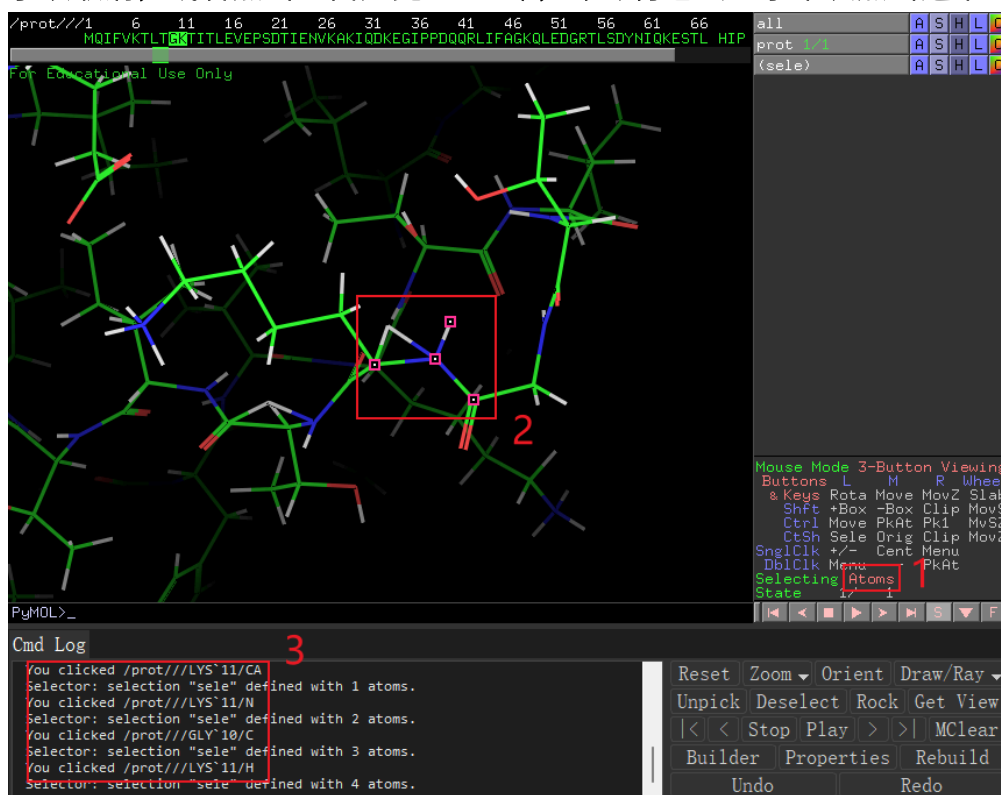 /prot///1 6 11 16 21 26 31 36 41 46 51 56 61 66
MQIFVKTLTGKTITLEVEPSDTIENVKAKIQDKEGIPPDQQRLIFAGKQLEDGRTLSDYNIQKESTL HIP
For Educational Use Only
all A S H L C
prot 1/1 A S H L C
(sele) A S H L C
2
Mouse Mode 3-Button Viewing
Buttons L M R Whee
& Keys Rota Move MovZ Slab
Shft +Box -Box Clip MovS
Ctrl Move PkAt Pk1 MvSZ
CtSh Sele Orig Clip MovZ
SnglClk +/- Cent Menu
DblClk Menu - PkAt
1
Selecting Atoms
State 1/ 1
PyMOL>_
S F
Cmd Log
3
You clicked /prot///LYS`11/CA
Selector: selection "sele" defined with 1 atoms.
You clicked /prot///LYS`11/N
Selector: selection "sele" defined with 2 atoms.
You clicked /prot///GLY`10/C
Selector: selection "sele" defined with 3 atoms.
You clicked /prot///LYS`11/H
Selector: selection "sele" defined with 4 atoms.
Reset Zoom Orient Draw/Ray
Unpick Deselect Rock Get View
|< < Stop Play > >| MClear
Builder Properties Rebuild
Undo Redo